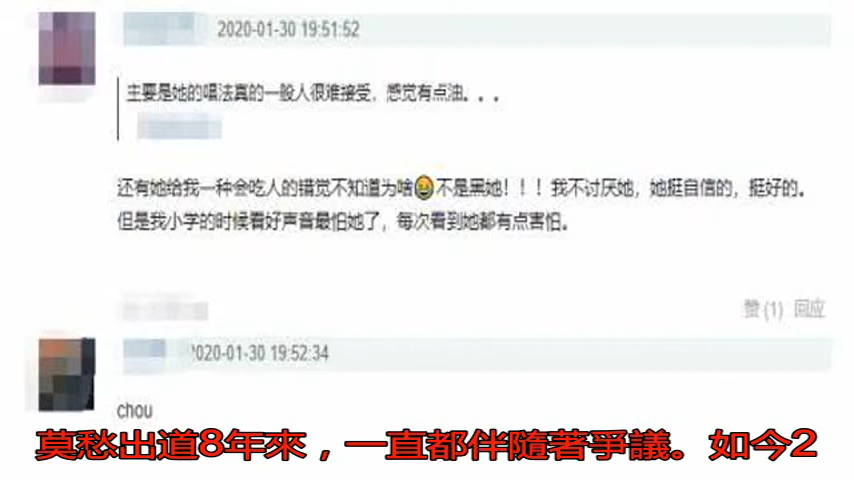 2020-01-30 19:51:52
主要是她的唱法真的一般人很难接受，感觉有点油。。。
还有她给我一种会吃人的错觉不知道为啥😆不是黑她！！！我不讨厌她，她挺自信的，挺好的。
但是我小学的时候看好声音最怕她了，每次看到她都有点害怕。
赞 (1) 回应
2020-01-30 19:52:34
chou
莫愁出道8年來，一直都伴隨著爭議。如今2